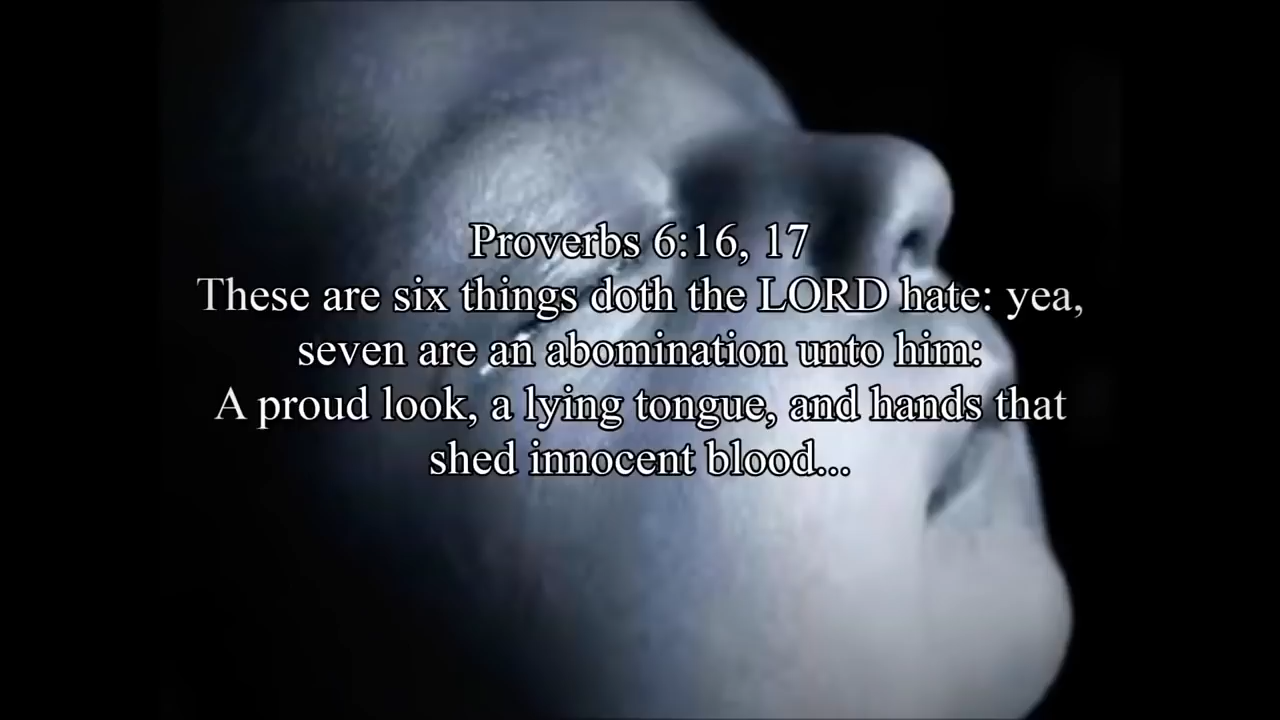 Proverbs 6:16, 17
These are six things doth the LORD hate: yea,
seven are an abomination unto him:
A proud look, a lying tongue, and hands that
shed innocent blood...